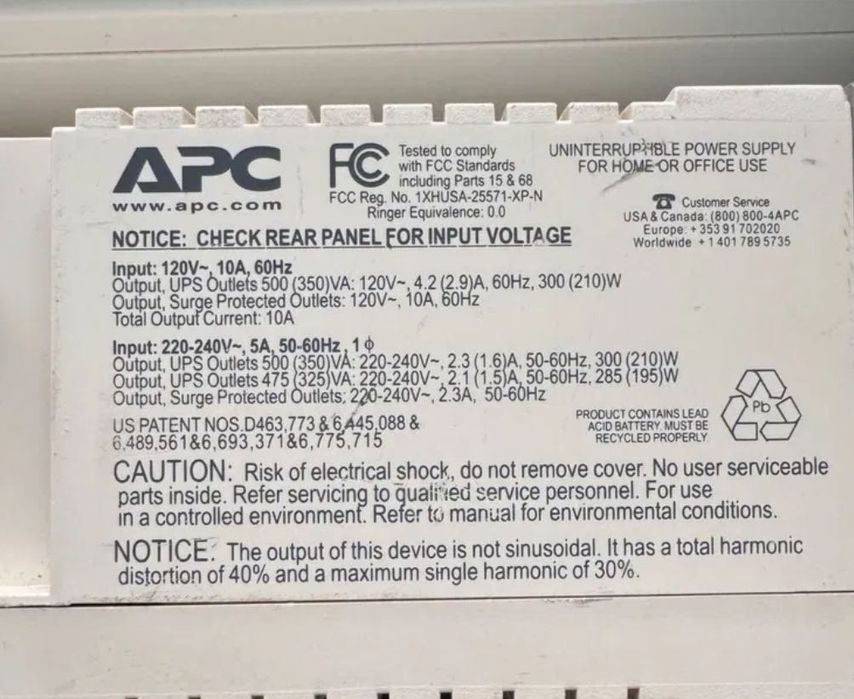 APC
www.apc.com
FC
Tested to comply
with FCC Standards
including Parts 15 & 68
FCC Reg. No. 1XHUSA-25571-XP-N
Ringer Equivalence: 0.0
UNINTERRUPTIBLE POWER SUPPLY
FOR HOME OR OFFICE USE
Customer Service
USA & Canada: (800) 800-4APC
Europe: + 353 91 702020
Worldwide + 1 401 789 5735
NOTICE: CHECK REAR PANEL FOR INPUT VOLTAGE
Input: 120V~, 10A, 60Hz
Output, UPS Outlets 500 (350)VA: 120V~, 4.2 (2.9)A, 60Hz, 300 (210)W
Output, Surge Protected Outlets: 120V~, 10A, 60Hz
Total Output Current: 10A
Input: 220-240V~, 5A, 50-60Hz, 1 ϕ
Output, UPS Outlets 500 (350)VA: 220-240V~, 2.3 (1.6)A, 50-60Hz, 300 (210)W
Output, UPS Outlets 475 (325)VA: 220-240V~, 2.1 (1.5)A, 50-60Hz, 285 (195)W
Output, Surge Protected Outlets: 220-240V~, 2.3A, 50-60Hz
US PATENT NOS.D463,773 & 6,445,088 &
6,489,561&6,693,371&6,775,715
PRODUCT CONTAINS LEAD
ACID BATTERY. MUST BE
RECYCLED PROPERLY.
Pb
CAUTION: Risk of electrical shock, do not remove cover. No user serviceable
parts inside. Refer servicing to qualified service personnel. For use
in a controlled environment. Refer to manual for environmental conditions.
NOTICE: The output of this device is not sinusoidal. It has a total harmonic
distortion of 40% and a maximum single harmonic of 30%.